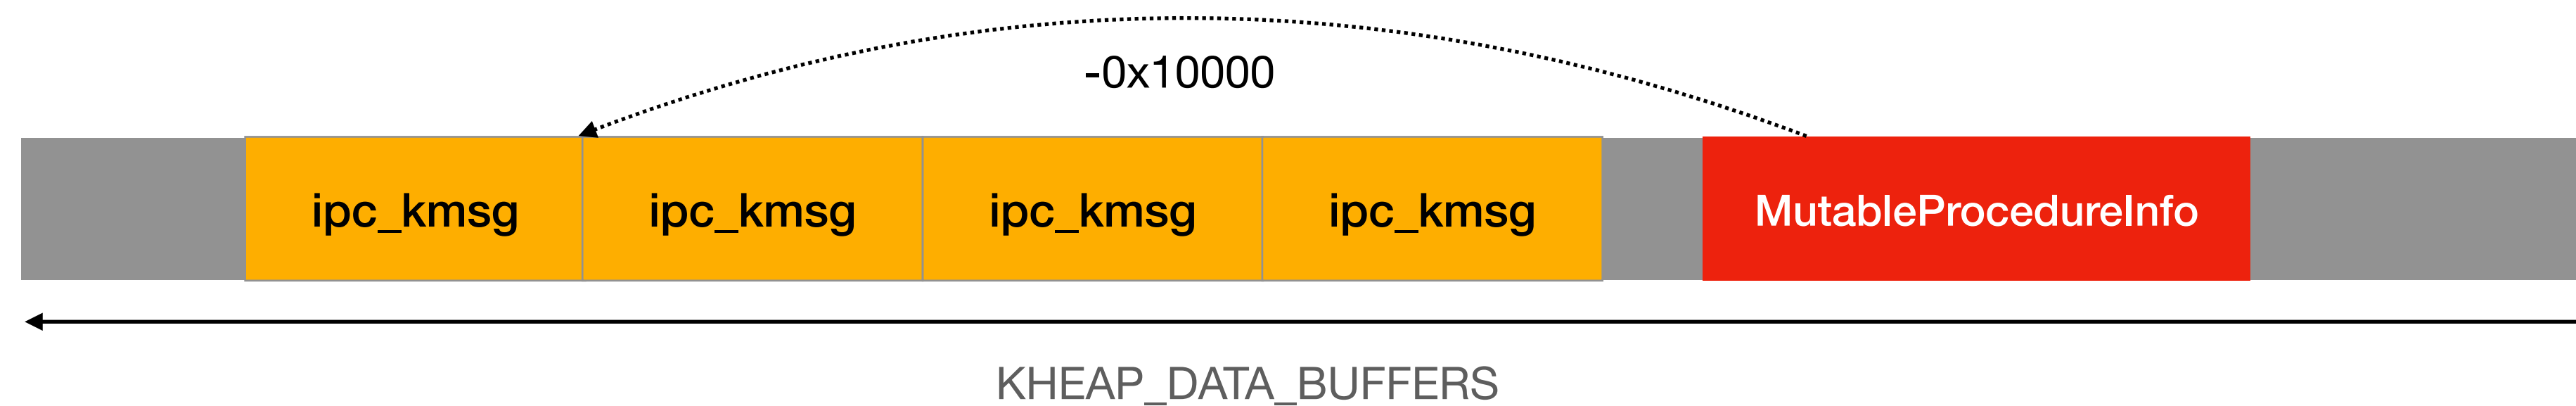 -0x10000
ipc_kmsg ipc_kmsg ipc_kmsg ipc_kmsg MutableProcedureInfo
KHEAP_DATA_BUFFERS